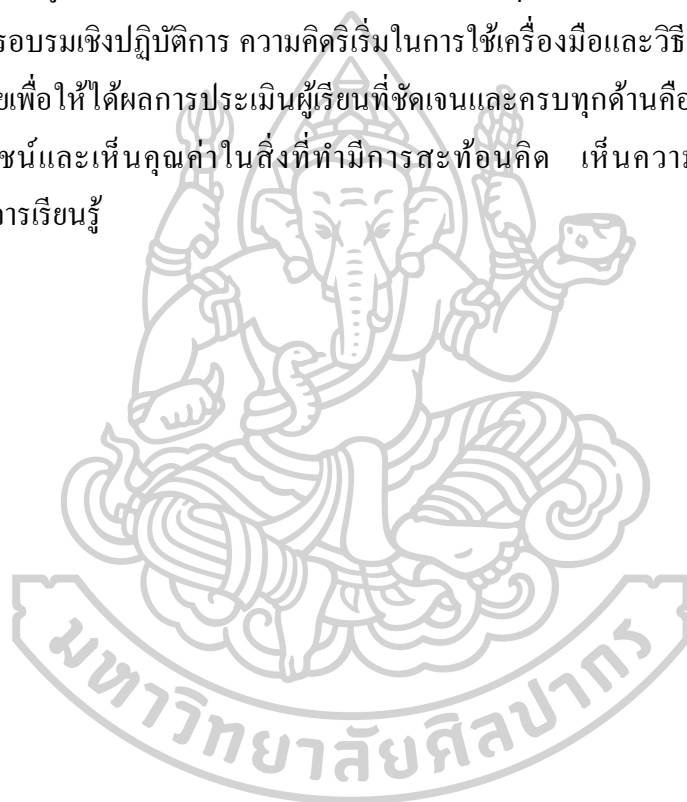 รอบรมเชิงปฏิบัติการ ความคิดริเริ่มในการใช้เครื่องมือและวิธี
ยเพื่อให้ได้ผลการประเมินผู้เรียนที่ชัดเจนและครบทุกด้านคือ
ชน์และเห็นคุณค่าในสิ่งที่ทำมีการสะท้อนคิด เห็นความ
การเรียนรู้
มหาวิทยาลัยศิลปากร